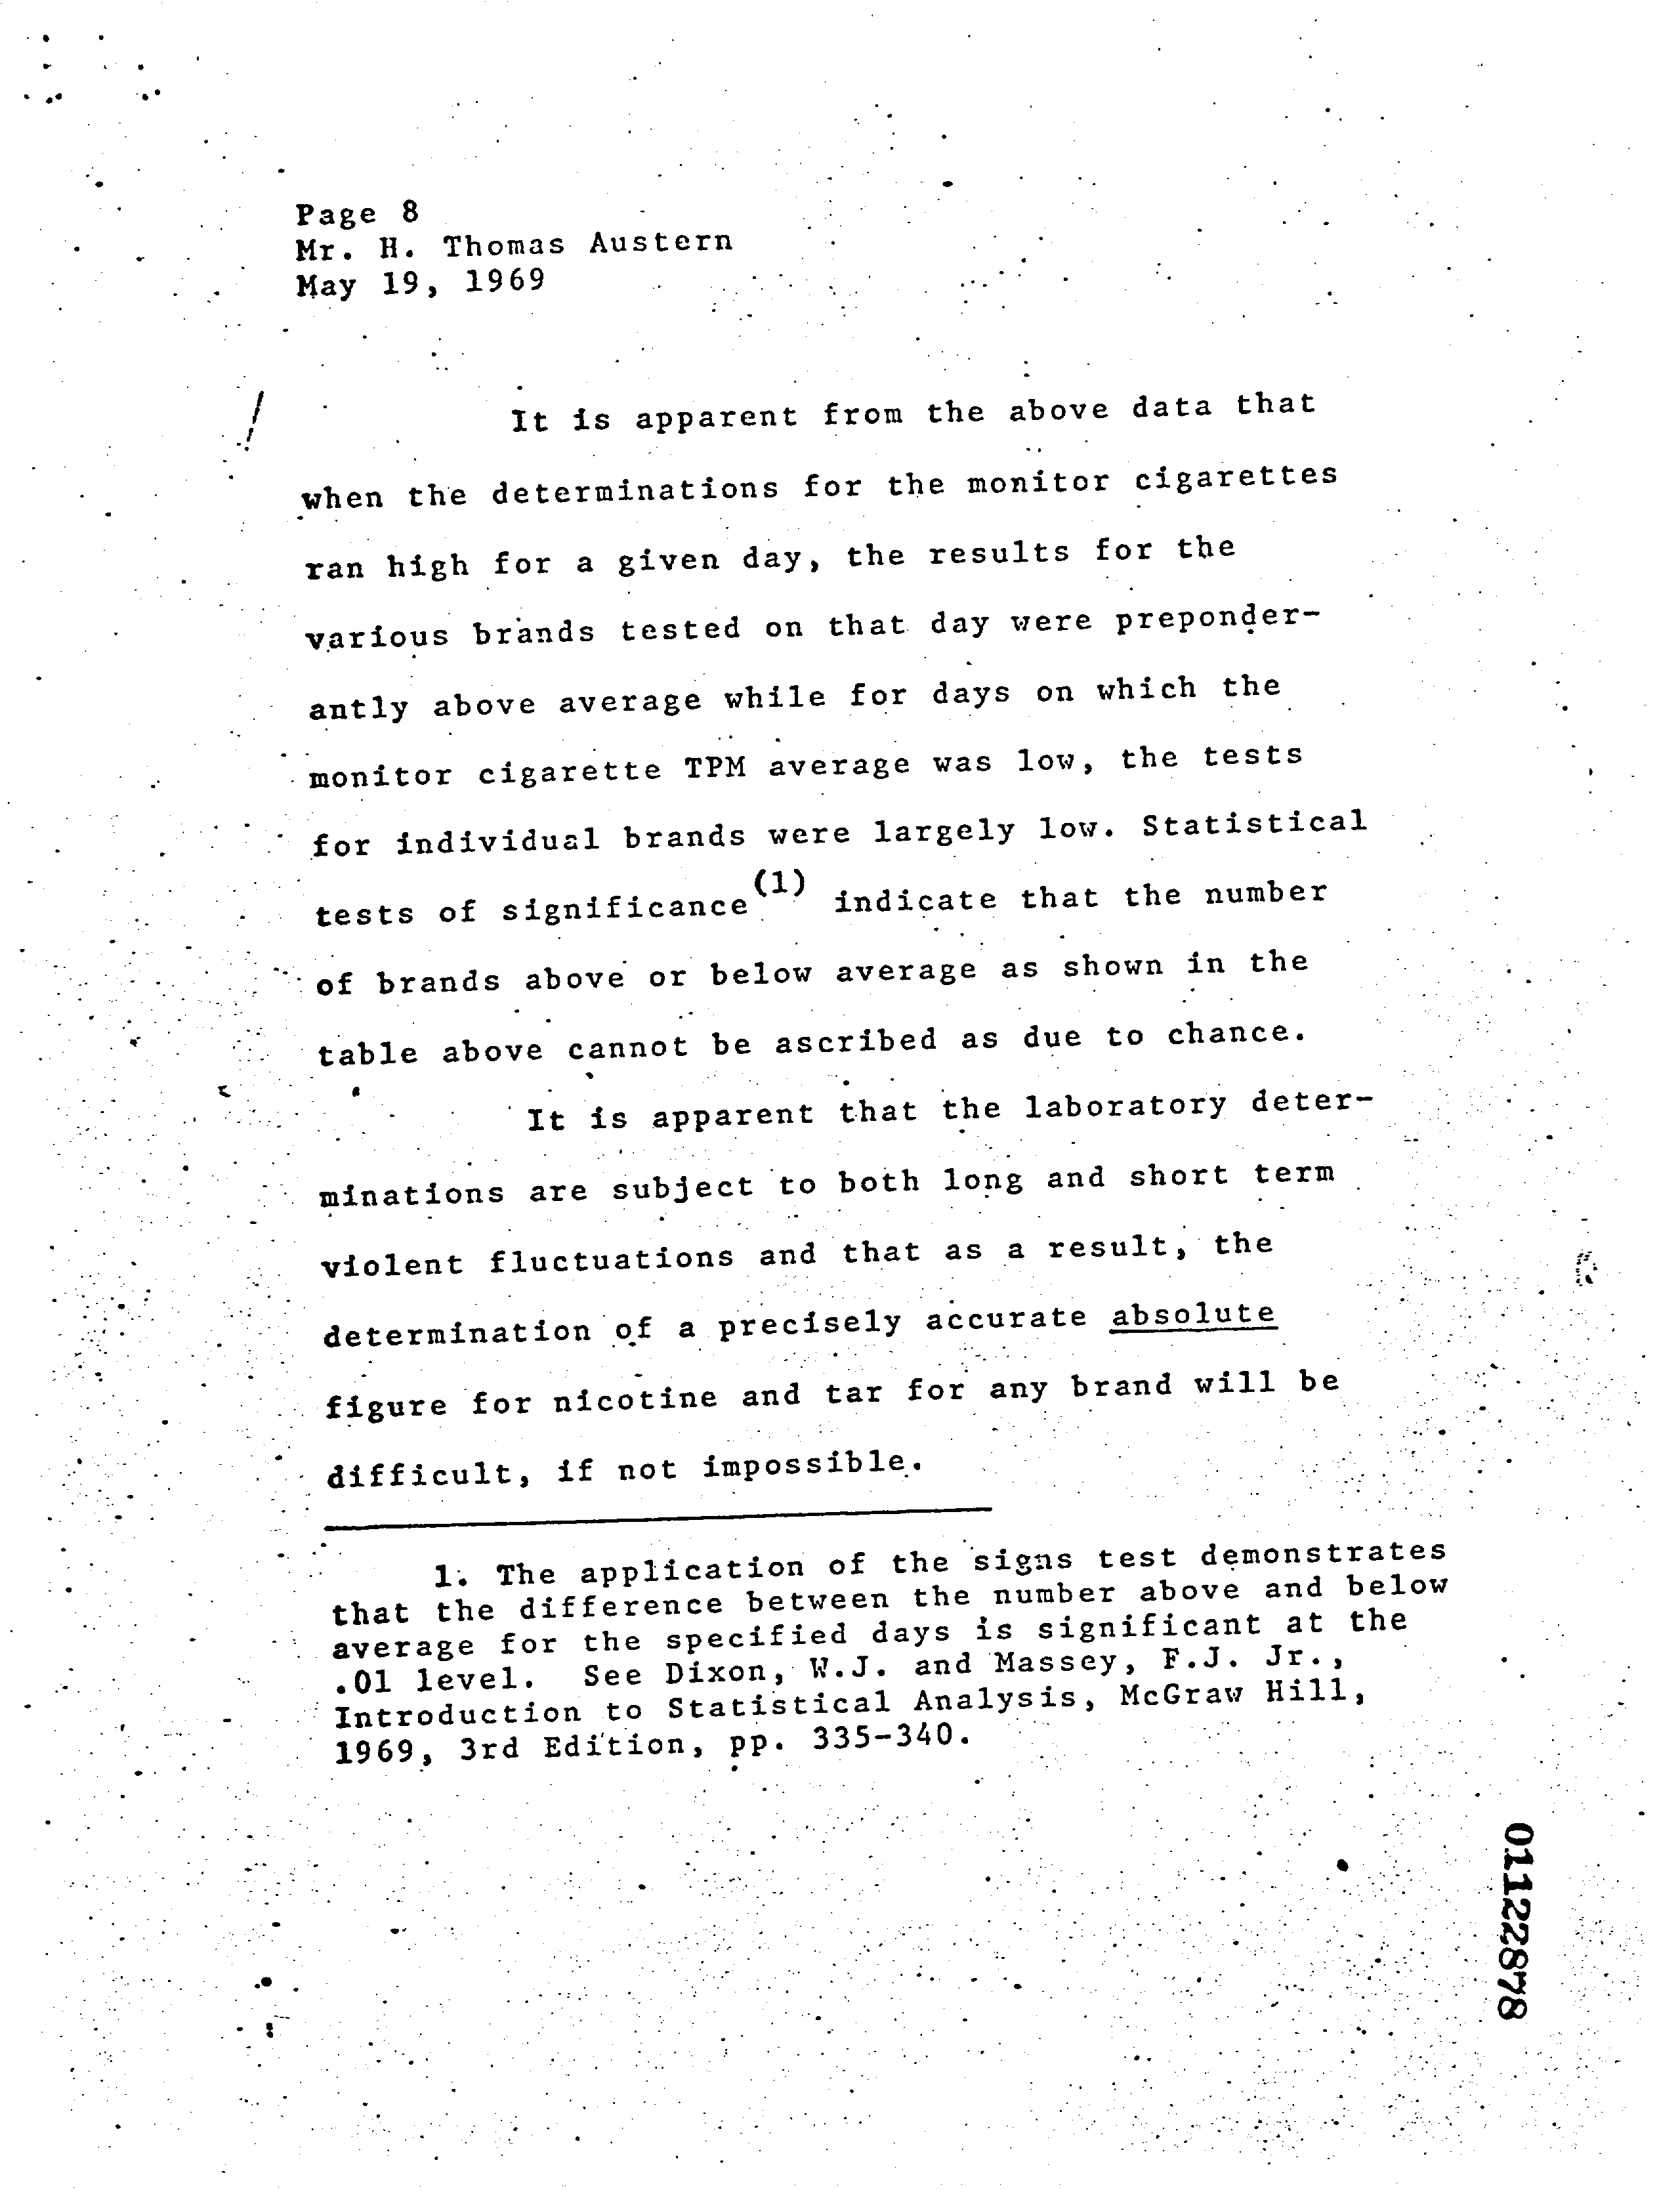 Page 8
Mr. H. Thomas Austern
May 19, 1969
It is apparent from the above data that
when the determinations for the monitor cigarettes
ran high for a given day, the results for the
various brands tested on that day were preponder-
antly above average while for days on which the
monitor cigarette TPM average was low, the tests
for individual brands were largely low. Statistical
tests of significance(1) indicate that the number
of brands above or below average as shown in the
table above cannot be ascribed as due to chance.
It is apparent that the laboratory deter-
minations are subject to both long and short term
violent fluctuations and that as a result, the
determination of a precisely accurate absolute
figure for nicotine and tar for any brand will be
difficult, if not impossible.
1. The application of the signs test demonstrates
that the difference between the number above and below
average for the specified days is significant at the
.01 level. See Dixon, W.J. and Massey, F.J. Jr.,
Introduction to Statistical Analysis, McGraw Hill,
1969, 3rd Edition, pp. 335-340.
01122878